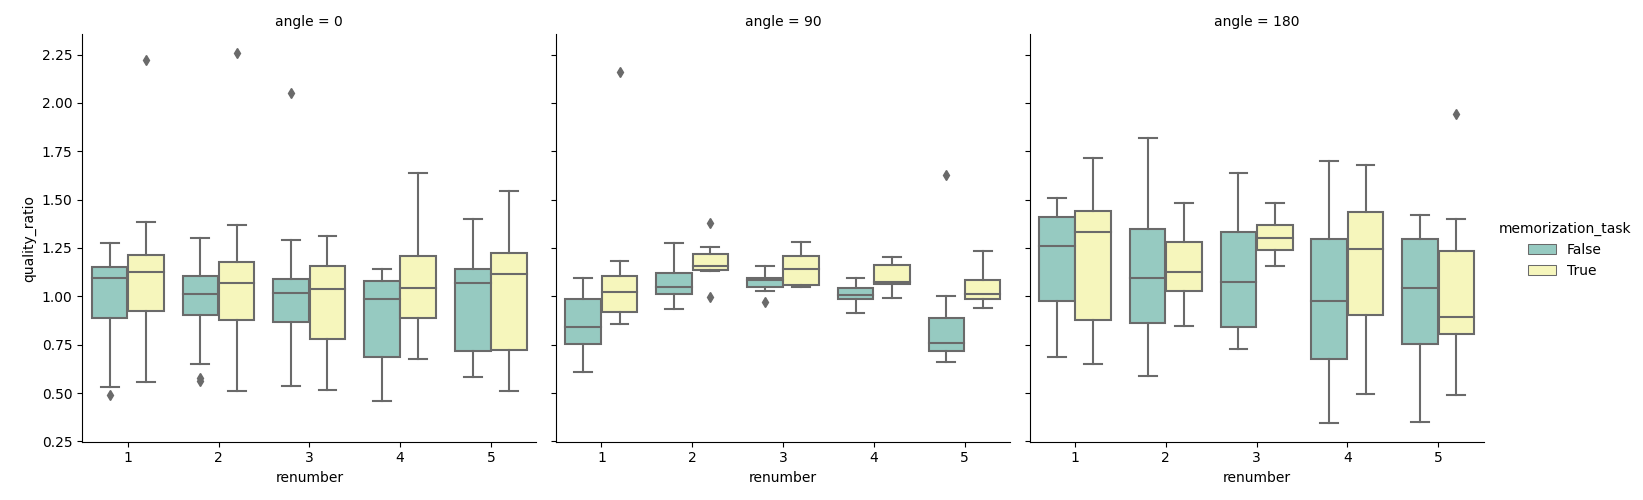 angle = 0
angle = 90
angle = 180
quality_ratio
2.25
2.00
1.75
1.50
1.25
1.00
0.75
0.50
0.25
1 2 3 4 5
1 2 3 4 5
1 2 3 4 5
renumber
renumber
renumber
memorization_task
False
True